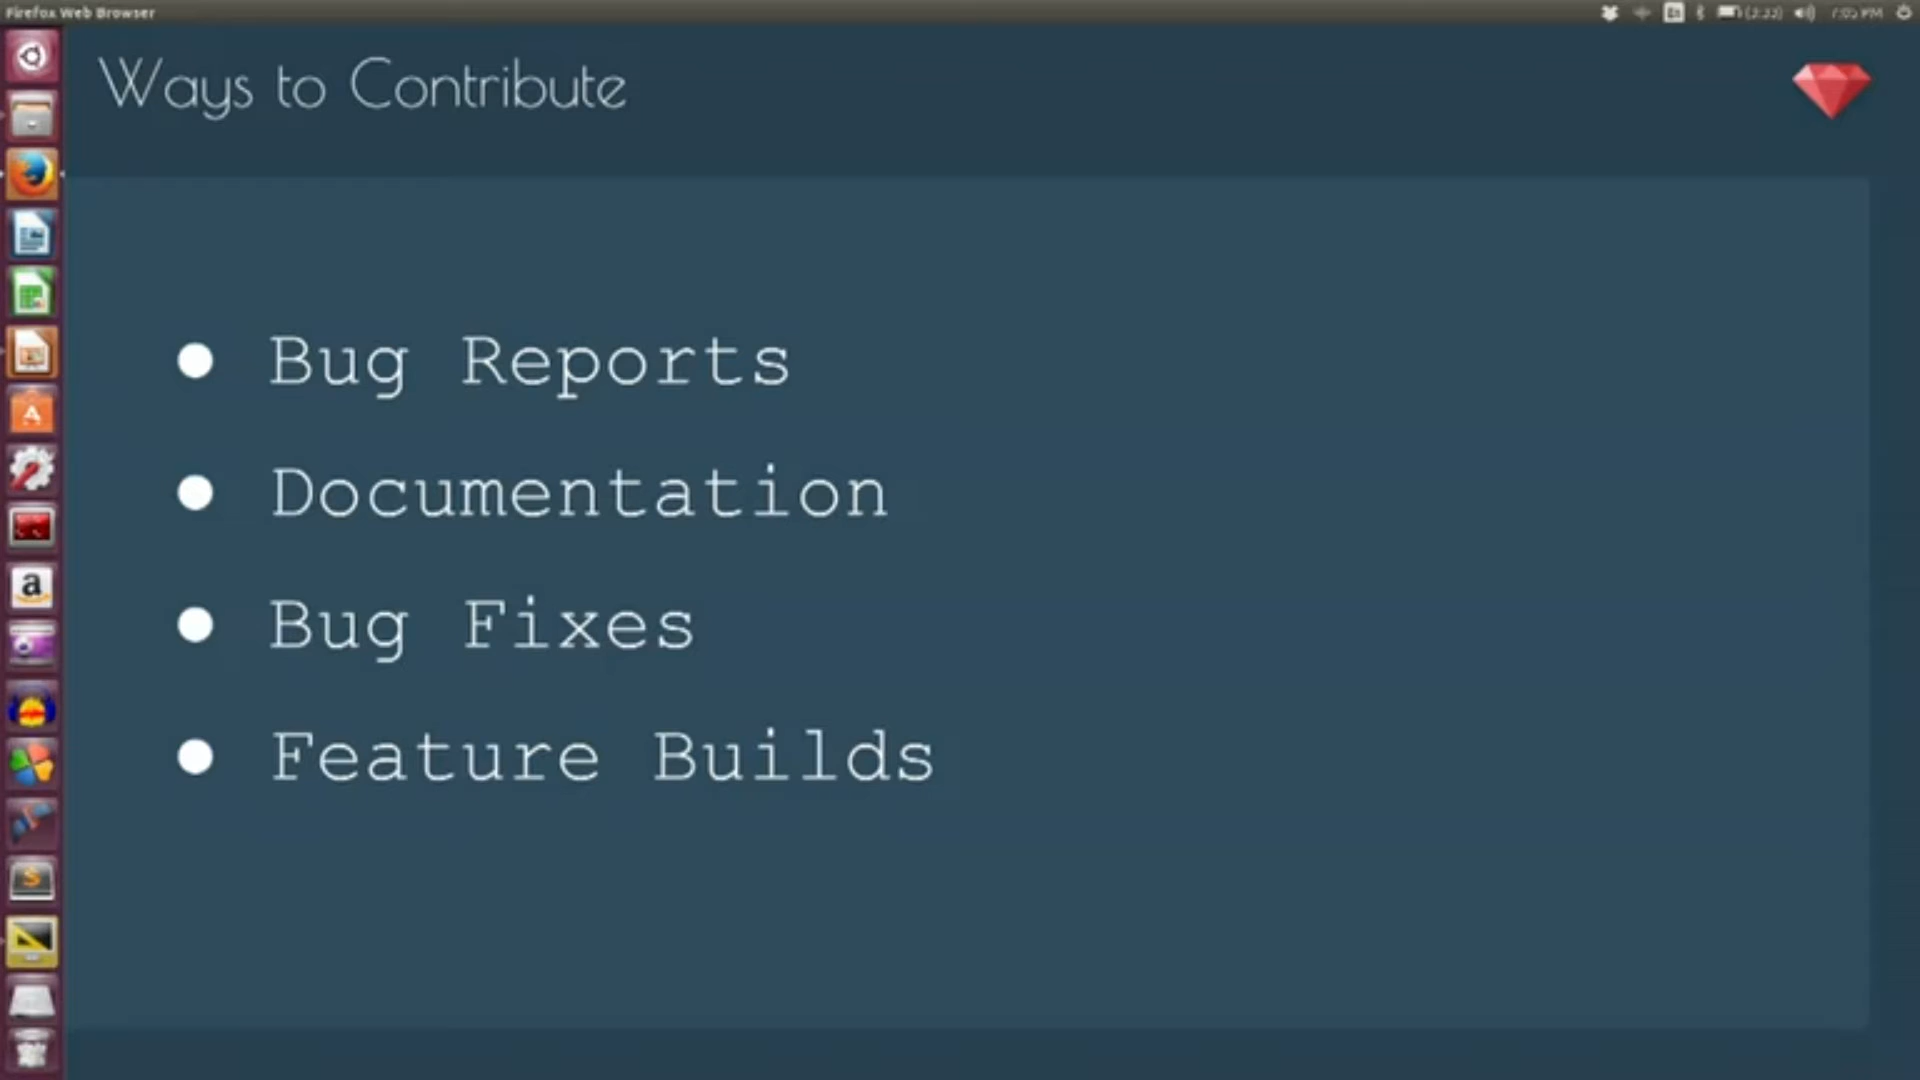 Firefox Web Browser
Ways to Contribute
● Bug Reports
● Documentation
● Bug Fixes
● Feature Builds